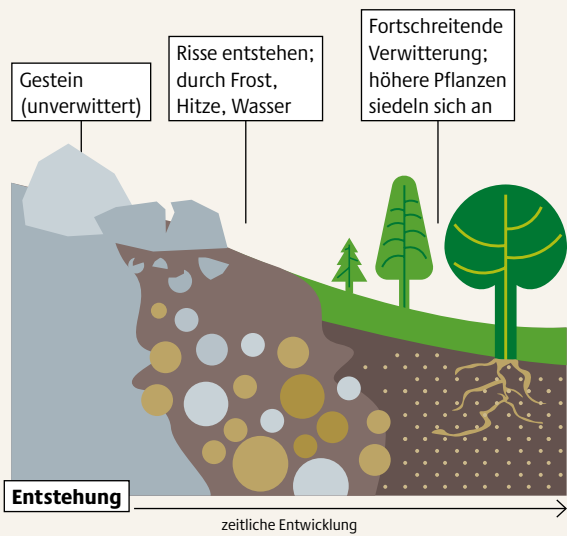 Gestein
(unverwittert)
Risse entstehen;
durch Frost,
Hitze, Wasser
Fortschreitende
Verwitterung;
höhere Pflanzen
siedeln sich an
Entstehung
zeitliche Entwicklung